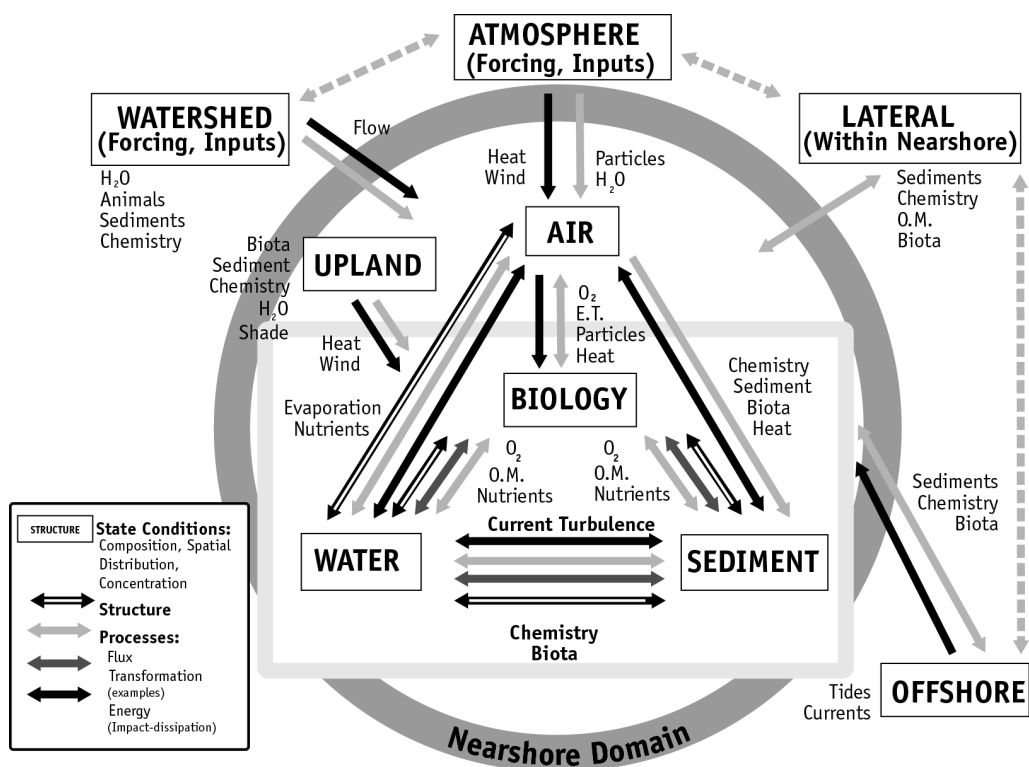 ATMOSPHERE
(Forcing, Inputs)
WATERSHED
(Forcing, Inputs)
H₂O
Animals
Sediments
Chemistry
Flow
LATERAL
(Within Nearshore)
Sediments
Chemistry
O.M.
Biota
Heat
Wind
Particles
H₂O
AIR
Biota
Sediment
Chemistry
H₂O
Shade
UPLAND
Heat
Wind
O₂
E.T.
Particles
Heat
Chemistry
Sediment
Biota
Heat
BIOLOGY
Evaporation
Nutrients
O₂
O.M.
Nutrients
O₂
O.M.
Nutrients
Sediments
Chemistry
Biota
Current Turbulence
WATER
SEDIMENT
Chemistry
Biota
Tides
Currents
OFFSHORE
Nearshore Domain
STRUCTURE
State Conditions:
Composition, Spatial
Distribution,
Concentration
Structure
Processes:
Flux
Transformation
(examples)
Energy
(Impact-dissipation)